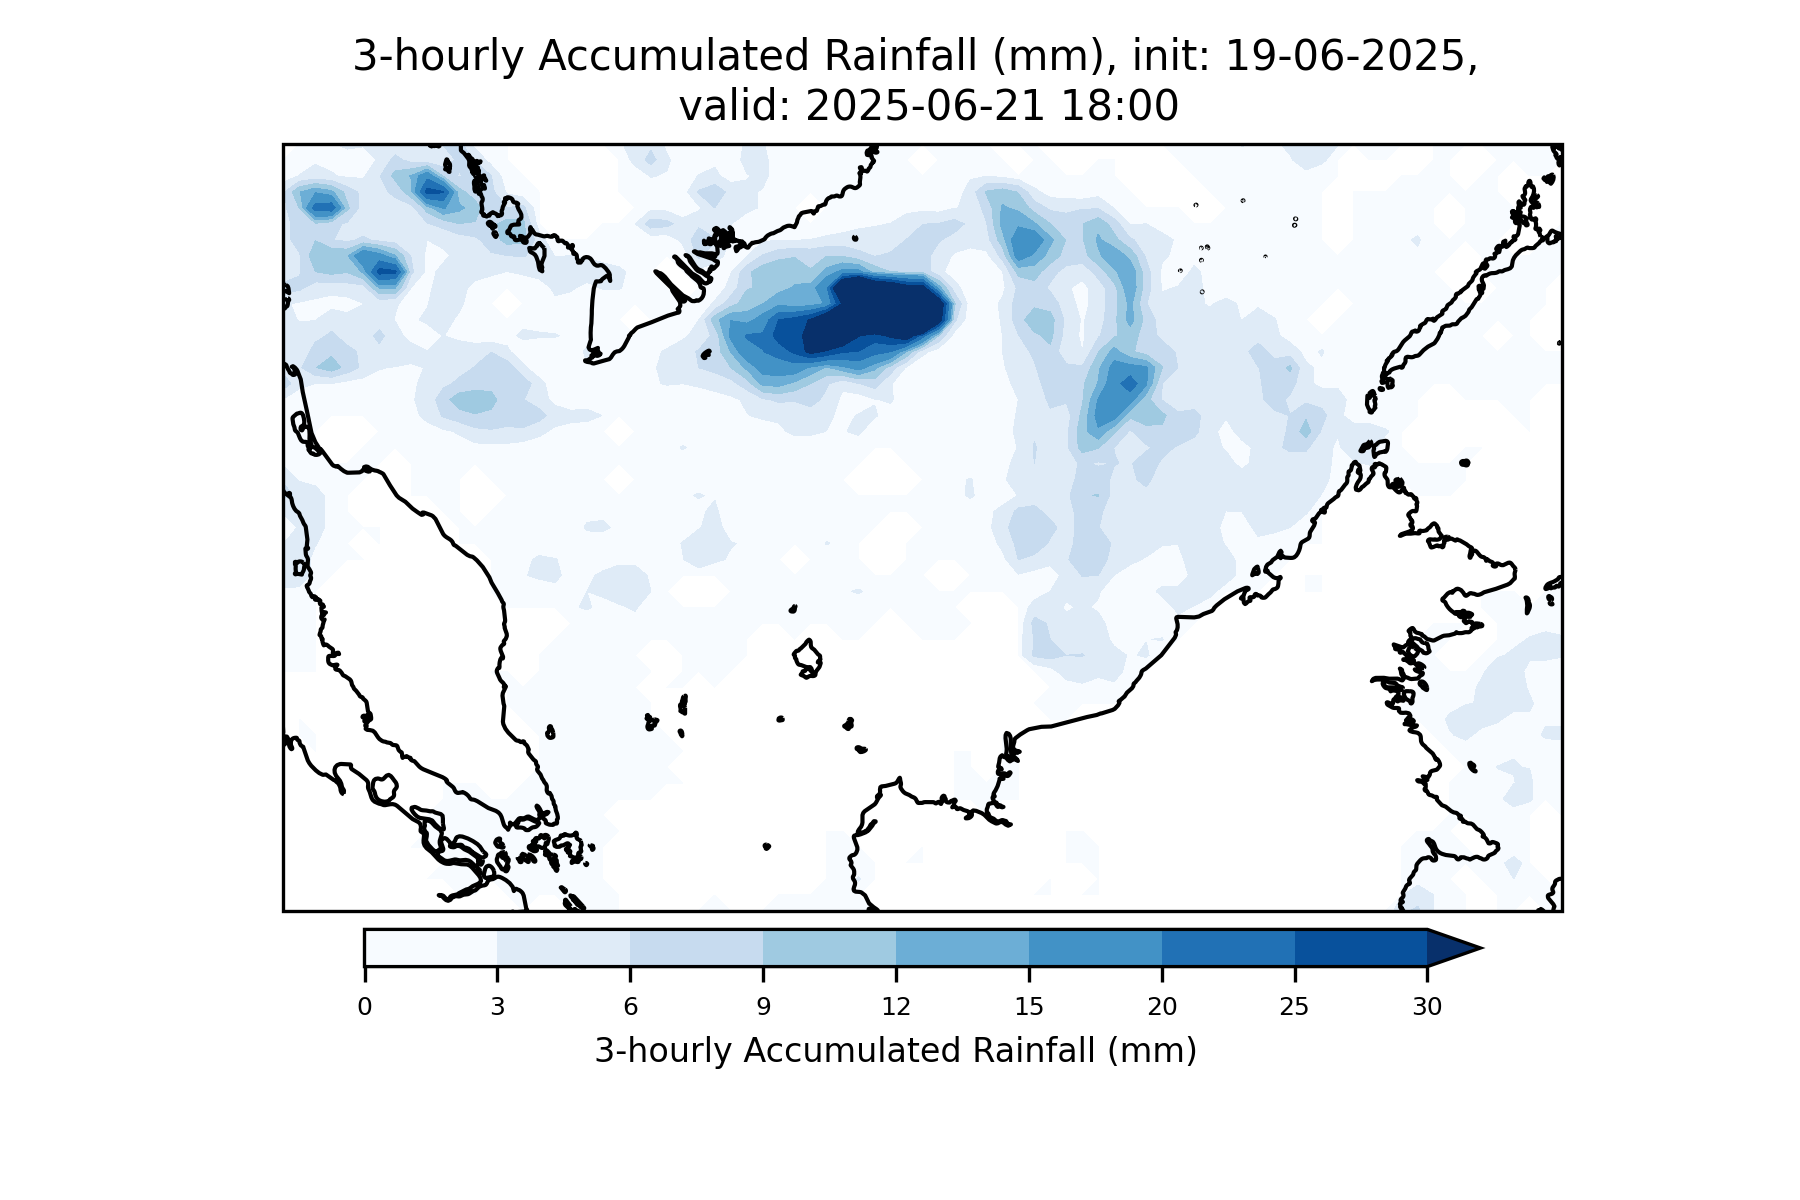 3-hourly Accumulated Rainfall (mm), init: 19-06-2025,
valid: 2025-06-21 18:00
0 3 6 9 12 15 20 25 30
3-hourly Accumulated Rainfall (mm)